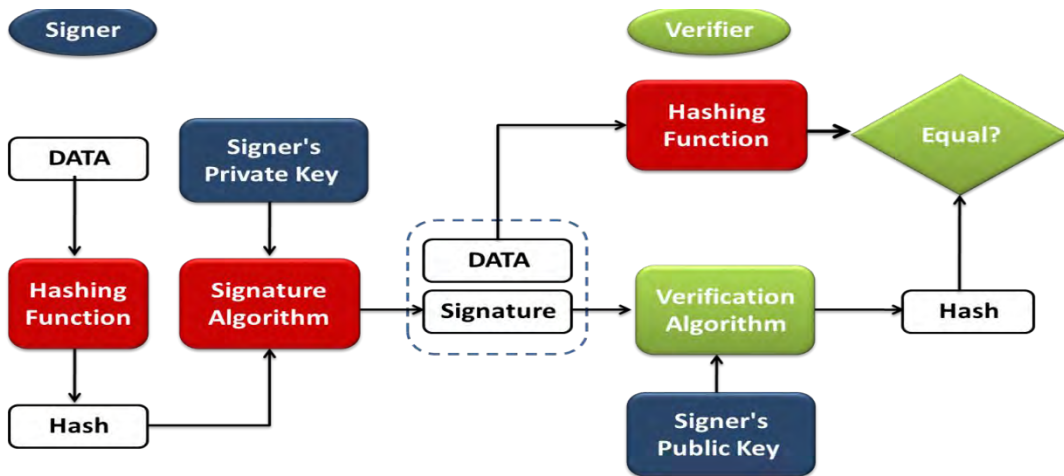 Signer
Verifier
DATA
Signer's
Private Key
Hashing
Function
Equal?
Hashing
Function
Signature
Algorithm
DATA
Signature
Verification
Algorithm
Hash
Hash
Signer's
Public Key